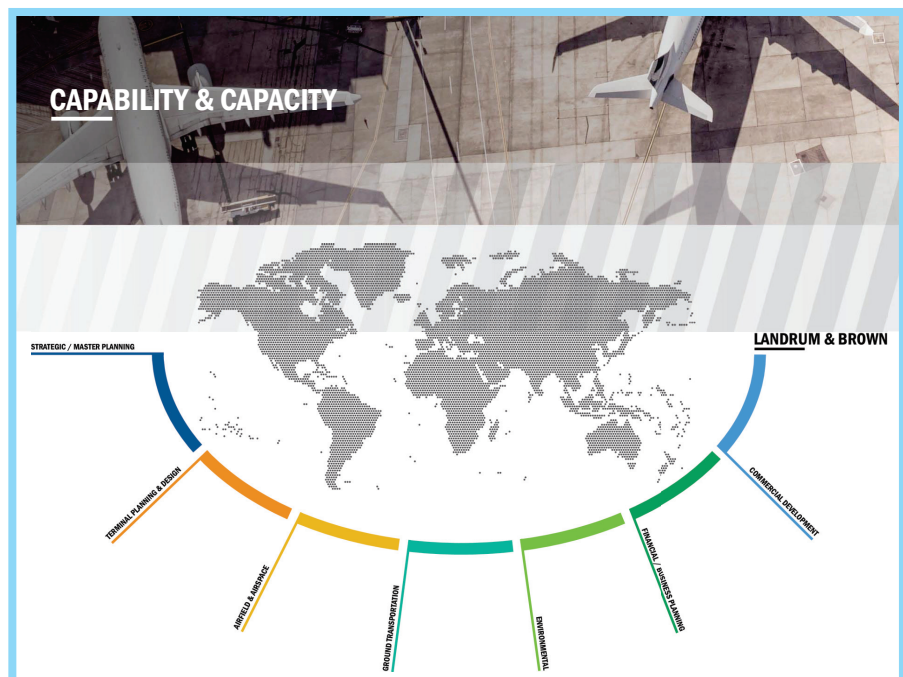 CAPABILITY & CAPACITY
STRATEGIC / MASTER PLANNING
LANDRUM & BROWN
TERMINAL PLANNING & DESIGN
AIRFIELD & AIRSPACE
GROUND TRANSPORTATION
ENVIRONMENTAL
FINANCIAL / BUSINESS PLANNING
COMMERCIAL DEVELOPMENT